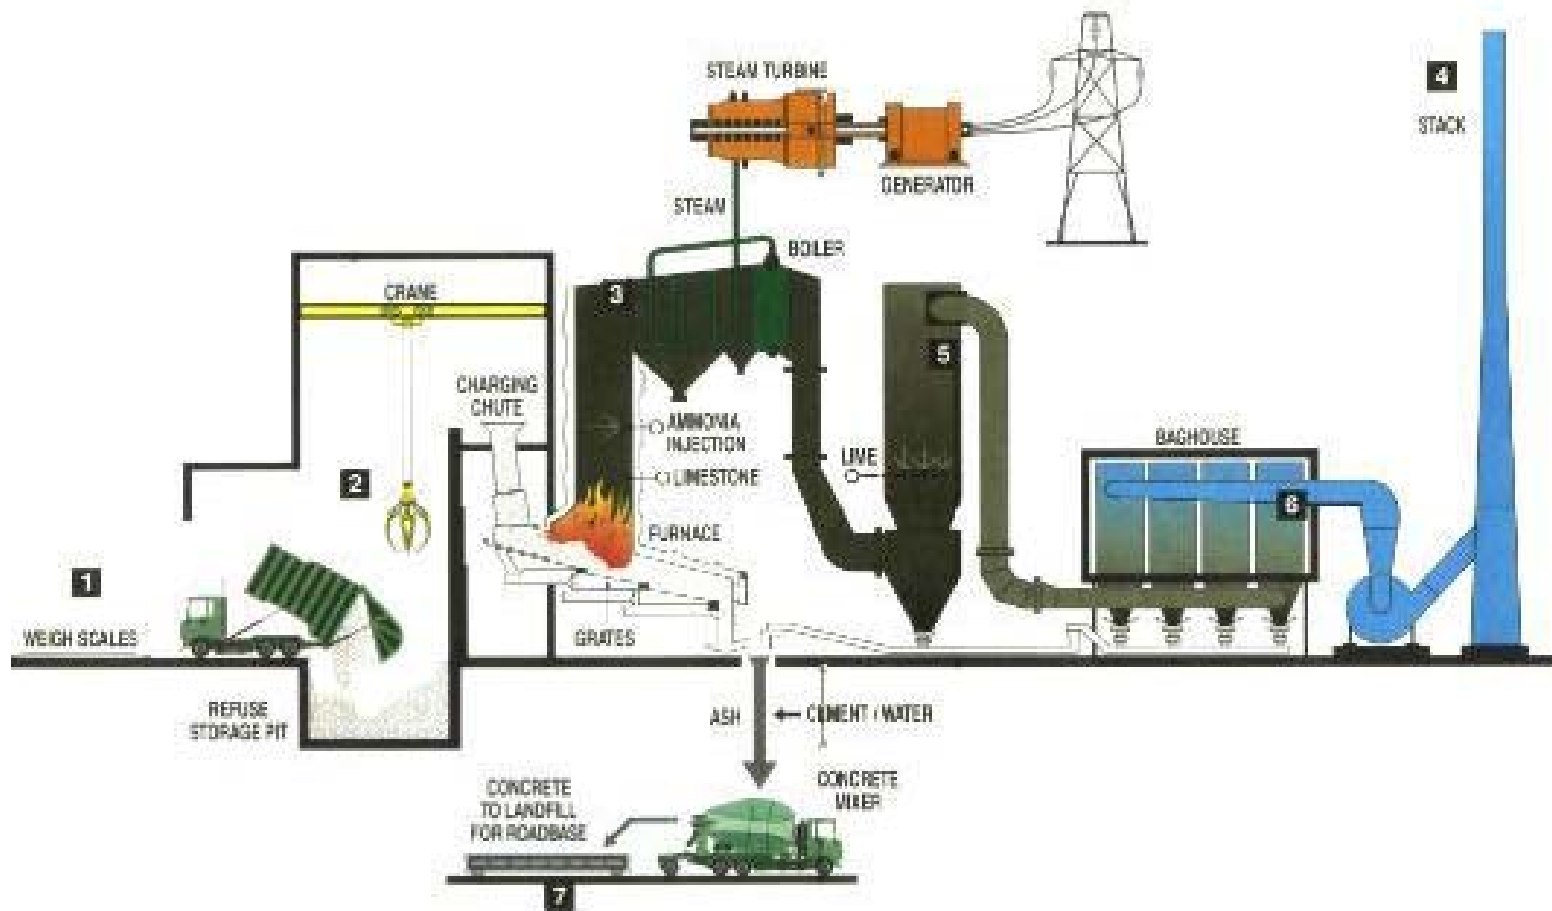 STEAM TURBINE
4
STACK
GENERATOR
STEAM
BOILER
CRANE
3
5
CHARGING
CHUTE
AMMONIA
INJECTION
BAGHOUSE
LIME
LIMESTONE
2
6
FURNACE
1
WEIGH SCALES
GRATES
REFUSE
STORAGE PIT
ASH
CEMENT / WATER
CONCRETE
TO LANDFILL
FOR ROADBASE
CONCRETE
MIXER
7